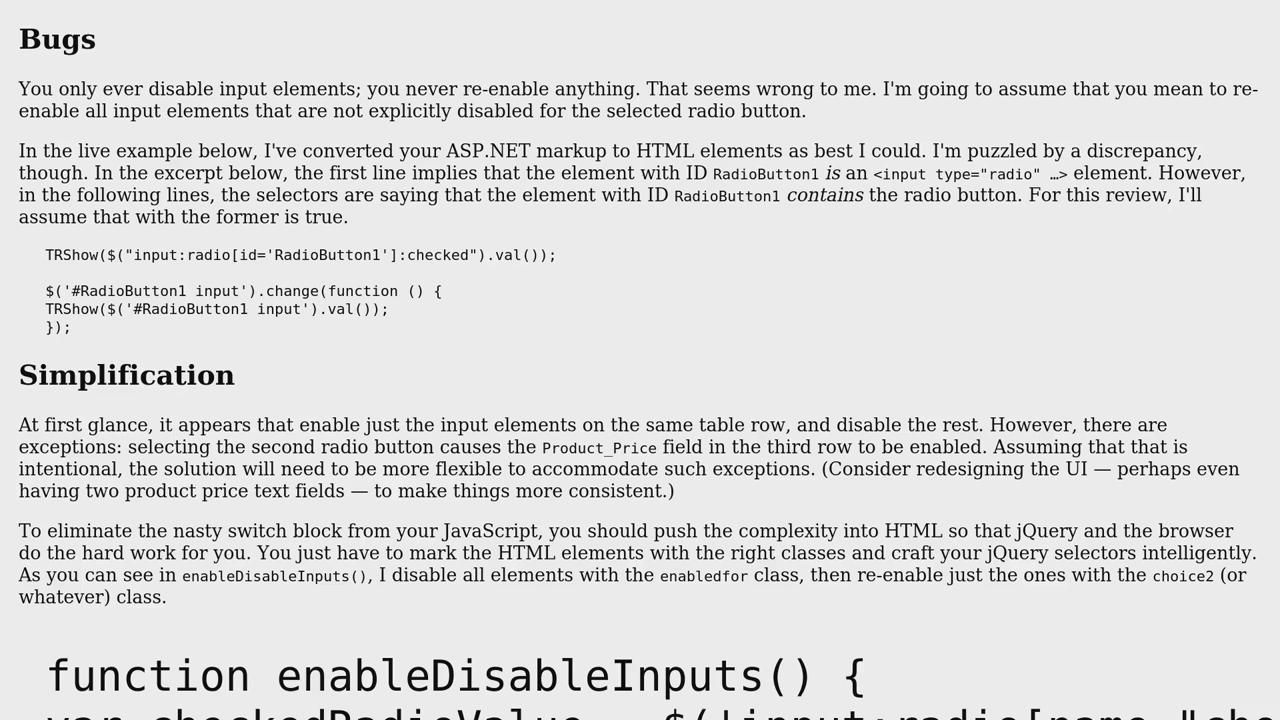 Bugs
You only ever disable input elements; you never re-enable anything. That seems wrong to me. I'm going to assume that you mean to re-
enable all input elements that are not explicitly disabled for the selected radio button.
In the live example below, I've converted your ASP.NET markup to HTML elements as best I could. I'm puzzled by a discrepancy,
though. In the excerpt below, the first line implies that the element with ID RadioButton1 is an <input type="radio" …> element. However,
in the following lines, the selectors are saying that the element with ID RadioButton1 contains the radio button. For this review, I'll
assume that with the former is true.
TRShow($("input:radio[id='RadioButton1']:checked").val());
$('#RadioButton1 input').change(function () {
TRShow($('#RadioButton1 input').val());
});
Simplification
At first glance, it appears that enable just the input elements on the same table row, and disable the rest. However, there are
exceptions: selecting the second radio button causes the Product_Price field in the third row to be enabled. Assuming that that is
intentional, the solution will need to be more flexible to accommodate such exceptions. (Consider redesigning the UI — perhaps even
having two product price text fields — to make things more consistent.)
To eliminate the nasty switch block from your JavaScript, you should push the complexity into HTML so that jQuery and the browser
do the hard work for you. You just have to mark the HTML elements with the right classes and craft your jQuery selectors intelligently.
As you can see in enableDisableInputs(), I disable all elements with the enabledfor class, then re-enable just the ones with the choice2 (or
whatever) class.
function enableDisableInputs() {